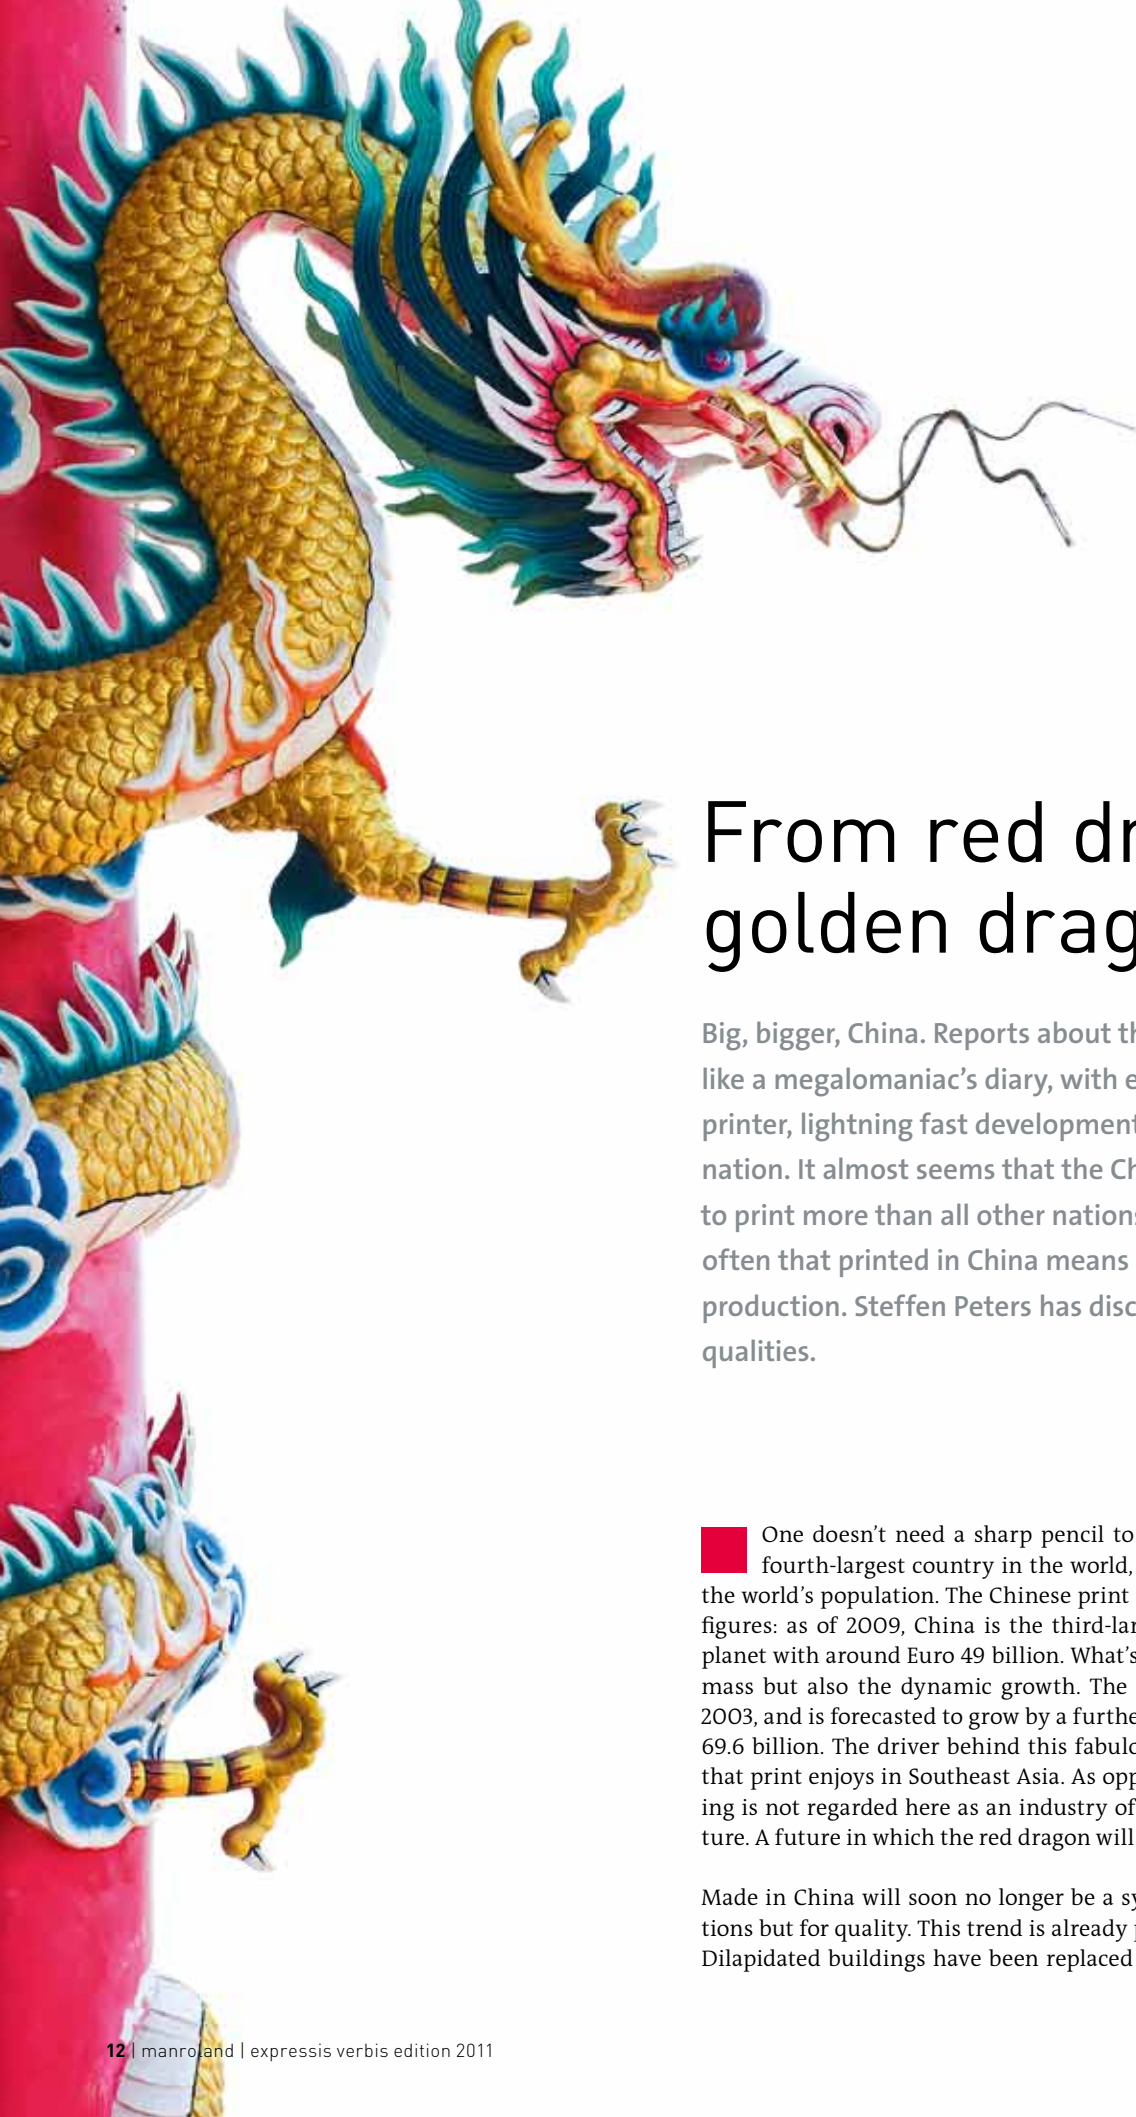 From red dr
golden drag
Big, bigger, China. Reports about th
like a megalomaniac’s diary, with e
printer, lightning fast development
nation. It almost seems that the Ch
to print more than all other nations
often that printed in China means
production. Steffen Peters has disc
qualities.
One doesn’t need a sharp pencil to
fourth-largest country in the world,
the world’s population. The Chinese print
figures: as of 2009, China is the third-lar
planet with around Euro 49 billion. What’s
mass but also the dynamic growth. The
2003, and is forecasted to grow by a furthe
69.6 billion. The driver behind this fabulo
that print enjoys in Southeast Asia. As opp
ing is not regarded here as an industry of
ture. A future in which the red dragon will
Made in China will soon no longer be a sy
tions but for quality. This trend is already p
Dilapidated buildings have been replaced
12 | manroland | expressis verbis edition 2011